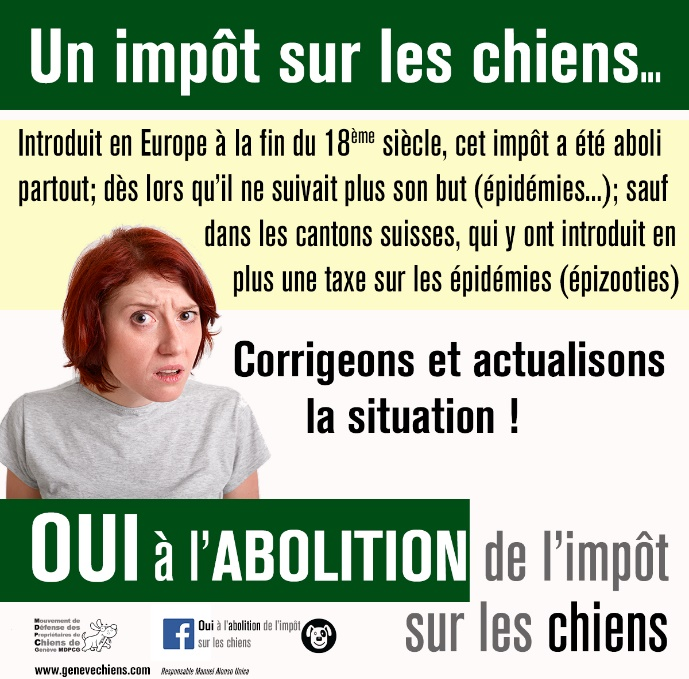 Un impôt sur les chiens...
Introduit en Europe à la fin du 18ème siècle, cet impôt a été aboli
partout; dès lors qu'il ne suivait plus son but (épidémies...); sauf
dans les cantons suisses, qui y ont introduit en
plus une taxe sur les épidémies (épizooties)
Corrigeons et actualisons
la situation !
OUI à l'ABOLITION de l'impôt
sur les chiens
Mouvement de
Défense des
Propriétaires de
Chiens de
Genève MDPCG
Oui à l'abolition de l'impôt
sur les chiens
www.genevechiens.com Responsable Manuel Alonso Unica